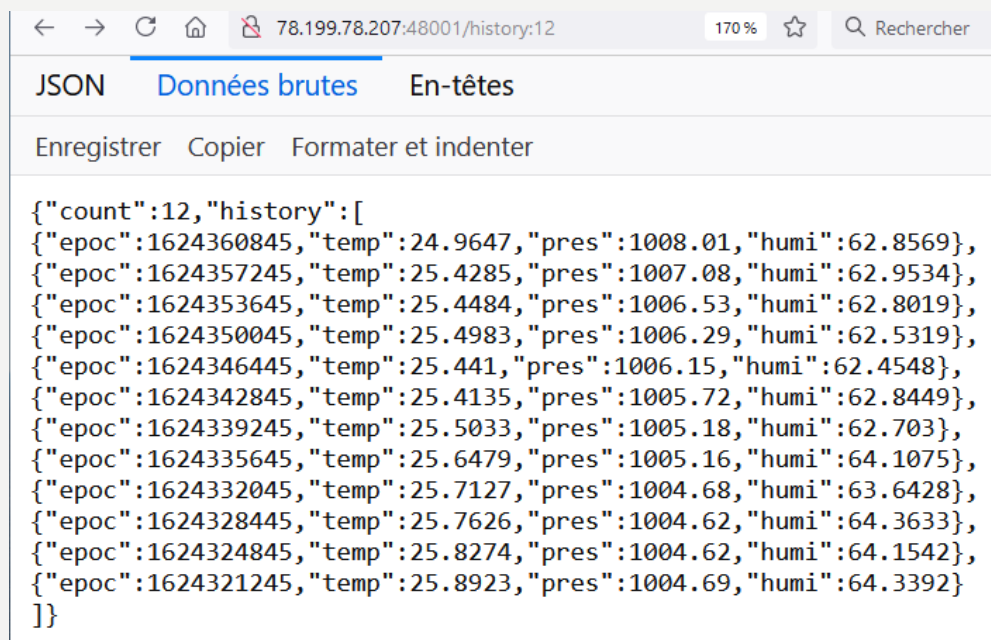 78.199.78.207:48001/history:12 170 % Rechercher
JSON Données brutes En-têtes
Enregistrer Copier Formater et indenter
{"count":12,"history":[
{"epoc":1624360845,"temp":24.9647,"pres":1008.01,"humi":62.8569},
{"epoc":1624357245,"temp":25.4285,"pres":1007.08,"humi":62.9534},
{"epoc":1624353645,"temp":25.4484,"pres":1006.53,"humi":62.8019},
{"epoc":1624350045,"temp":25.4983,"pres":1006.29,"humi":62.5319},
{"epoc":1624346445,"temp":25.441,"pres":1006.15,"humi":62.4548},
{"epoc":1624342845,"temp":25.4135,"pres":1005.72,"humi":62.8449},
{"epoc":1624339245,"temp":25.5033,"pres":1005.18,"humi":62.703},
{"epoc":1624335645,"temp":25.6479,"pres":1005.16,"humi":64.1075},
{"epoc":1624332045,"temp":25.7127,"pres":1004.68,"humi":63.6428},
{"epoc":1624328445,"temp":25.7626,"pres":1004.62,"humi":64.3633},
{"epoc":1624324845,"temp":25.8274,"pres":1004.62,"humi":64.1542},
{"epoc":1624321245,"temp":25.8923,"pres":1004.69,"humi":64.3392}
]}